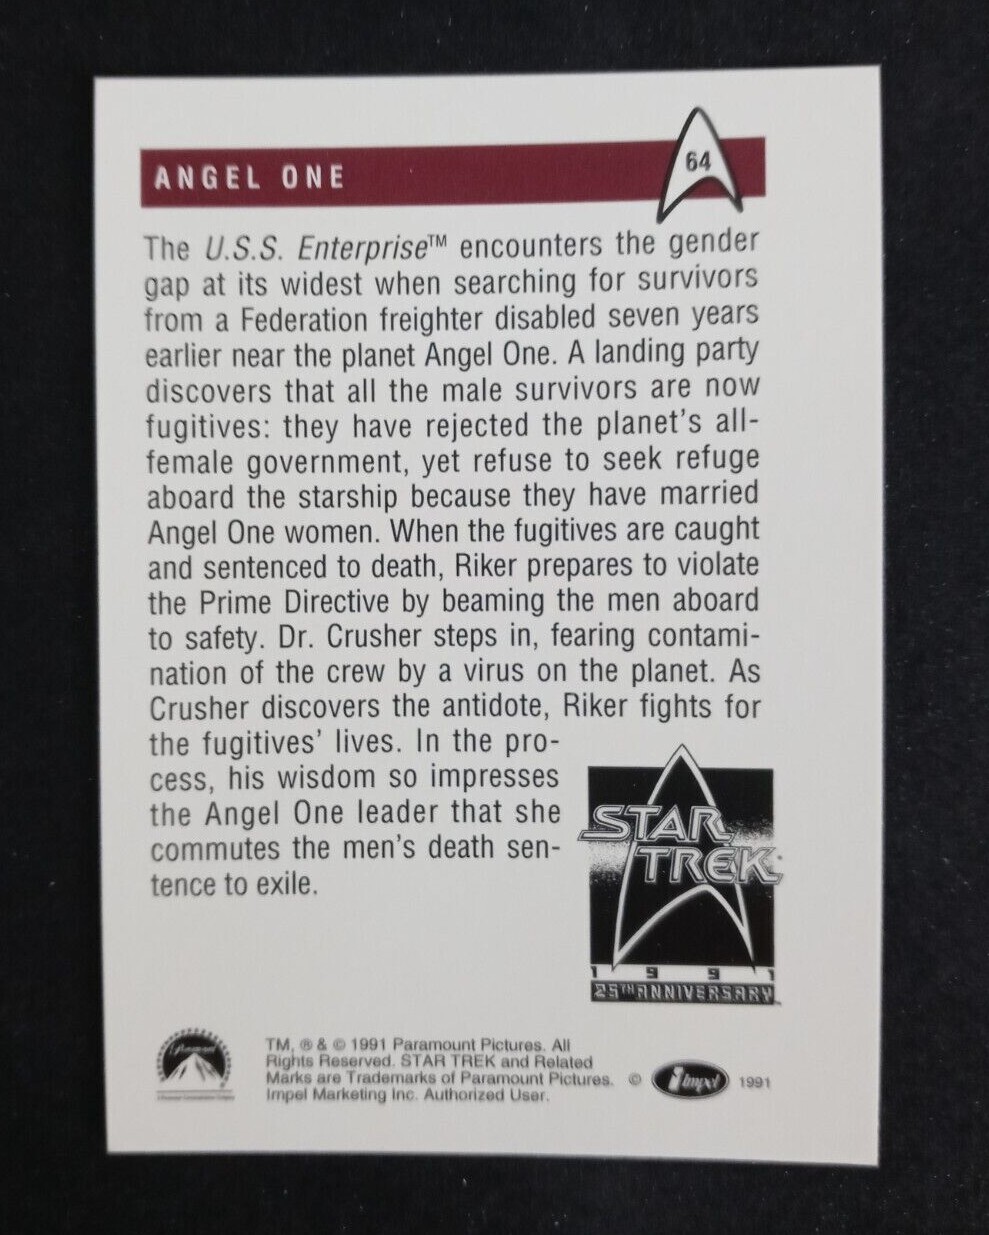 ANGEL ONE
64
The U.S.S. Enterprise™ encounters the gender
gap at its widest when searching for survivors
from a Federation freighter disabled seven years
earlier near the planet Angel One. A landing party
discovers that all the male survivors are now
fugitives: they have rejected the planet's all-
female government, yet refuse to seek refuge
aboard the starship because they have married
Angel One women. When the fugitives are caught
and sentenced to death, Riker prepares to violate
the Prime Directive by beaming the men aboard
to safety. Dr. Crusher steps in, fearing contami-
nation of the crew by a virus on the planet. As
Crusher discovers the antidote, Riker fights for
the fugitives' lives. In the pro-
cess, his wisdom so impresses
the Angel One leader that she
commutes the men's death sen-
tence to exile.
STAR
TREK
1991
25TH ANNIVERSARY
Paramount
TM, ® & © 1991 Paramount Pictures. All
Rights Reserved. STAR TREK and Related
Marks are Trademarks of Paramount Pictures.
Impel Marketing Inc. Authorized User.
© Impel 1991